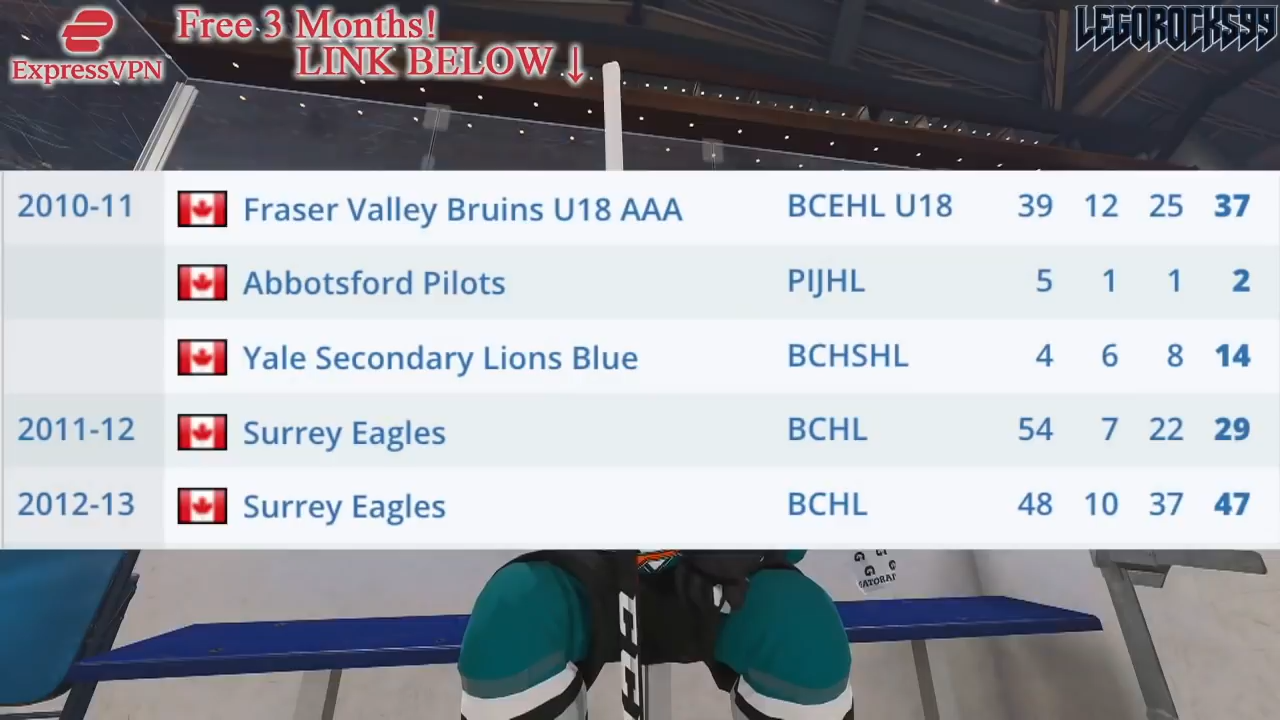 ExpressVPN
Free 3 Months!
LINK BELOW ↓
LEGOROCKS99
2010-11 Fraser Valley Bruins U18 AAA BCEHL U18 39 12 25 37
Abbotsford Pilots PIJHL 5 1 1 2
Yale Secondary Lions Blue BCHSHL 4 6 8 14
2011-12 Surrey Eagles BCHL 54 7 22 29
2012-13 Surrey Eagles BCHL 48 10 37 47